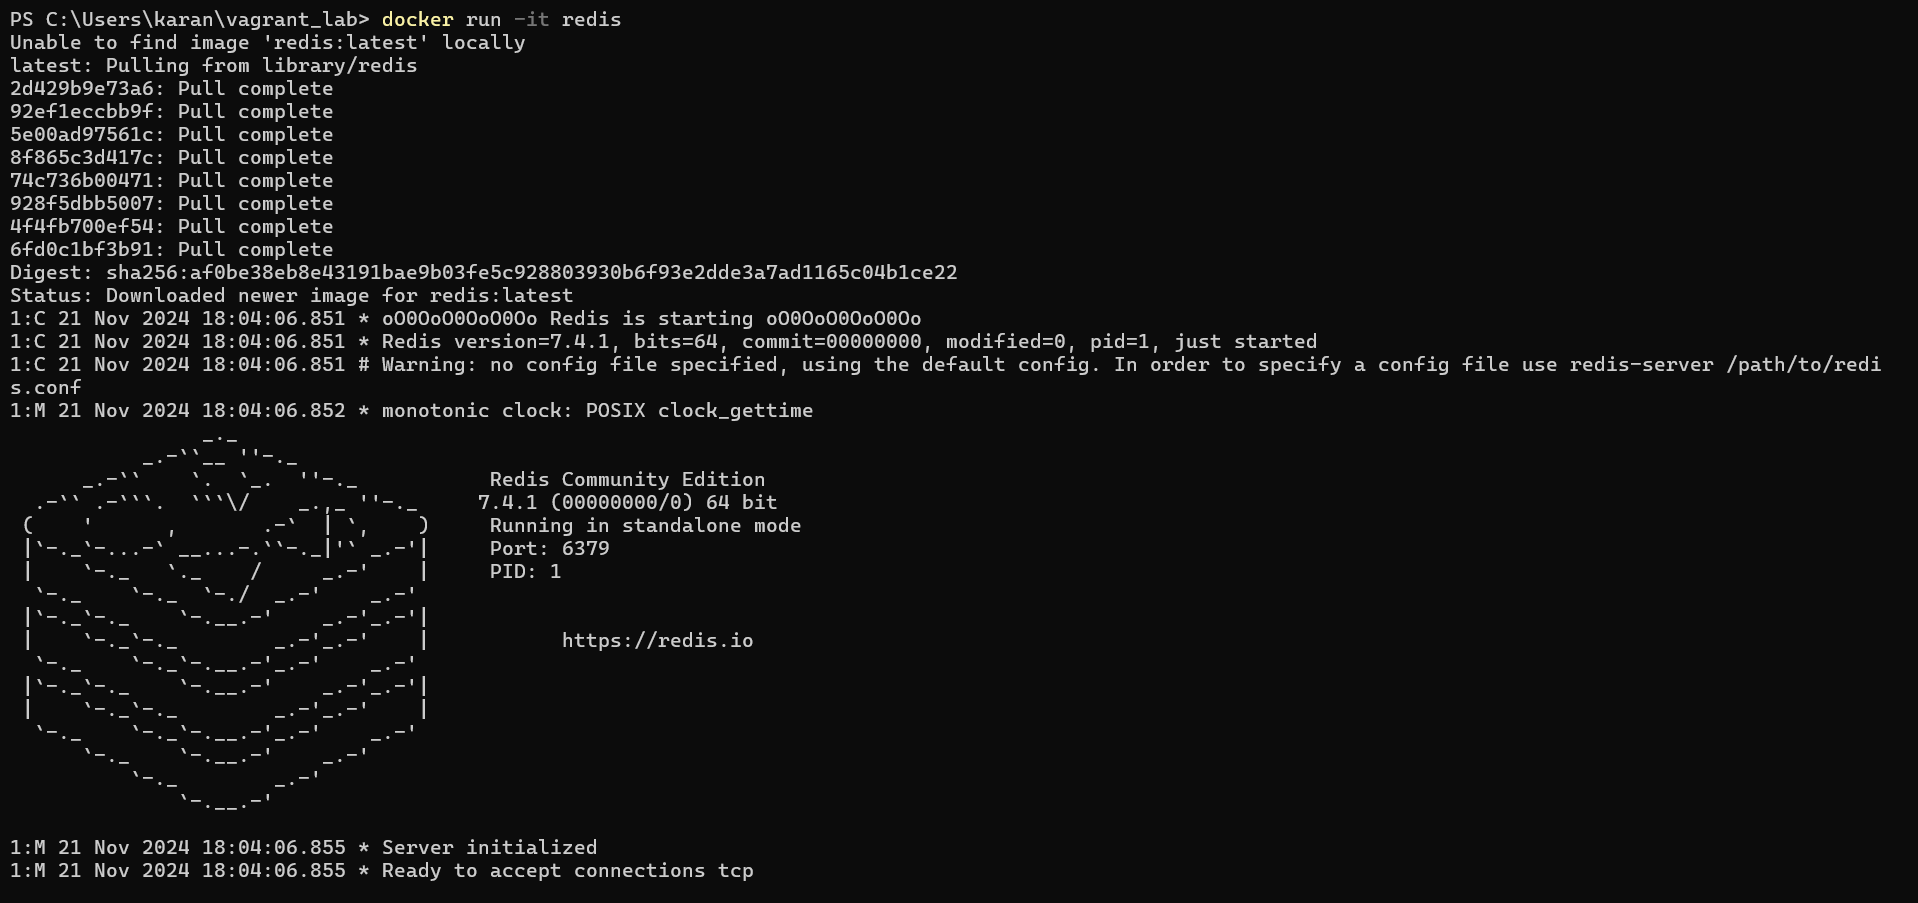 PS C:\Users\karan\vagrant_lab> docker run -it redis
Unable to find image 'redis:latest' locally
latest: Pulling from library/redis
2d429b9e73a6: Pull complete
92ef1eccbb9f: Pull complete
5e00ad97561c: Pull complete
8f865c3d417c: Pull complete
74c736b00471: Pull complete
928f5dbb5007: Pull complete
4f4fb700ef54: Pull complete
6fd0c1bf3b91: Pull complete
Digest: sha256:af0be38eb8e43191bae9b03fe5c928803930b6f93e2dde3a7ad1165c04b1ce22
Status: Downloaded newer image for redis:latest
1:C 21 Nov 2024 18:04:06.851 * oO0OoO0OoO0Oo Redis is starting oO0OoO0OoO0Oo
1:C 21 Nov 2024 18:04:06.851 * Redis version=7.4.1, bits=64, commit=00000000, modified=0, pid=1, just started
1:C 21 Nov 2024 18:04:06.851 # Warning: no config file specified, using the default config. In order to specify a config file use redis-server /path/to/redi
s.conf
1:M 21 Nov 2024 18:04:06.852 * monotonic clock: POSIX clock_gettime
Redis Community Edition
7.4.1 (00000000/0) 64 bit
Running in standalone mode
Port: 6379
PID: 1
https://redis.io
1:M 21 Nov 2024 18:04:06.855 * Server initialized
1:M 21 Nov 2024 18:04:06.855 * Ready to accept connections tcp